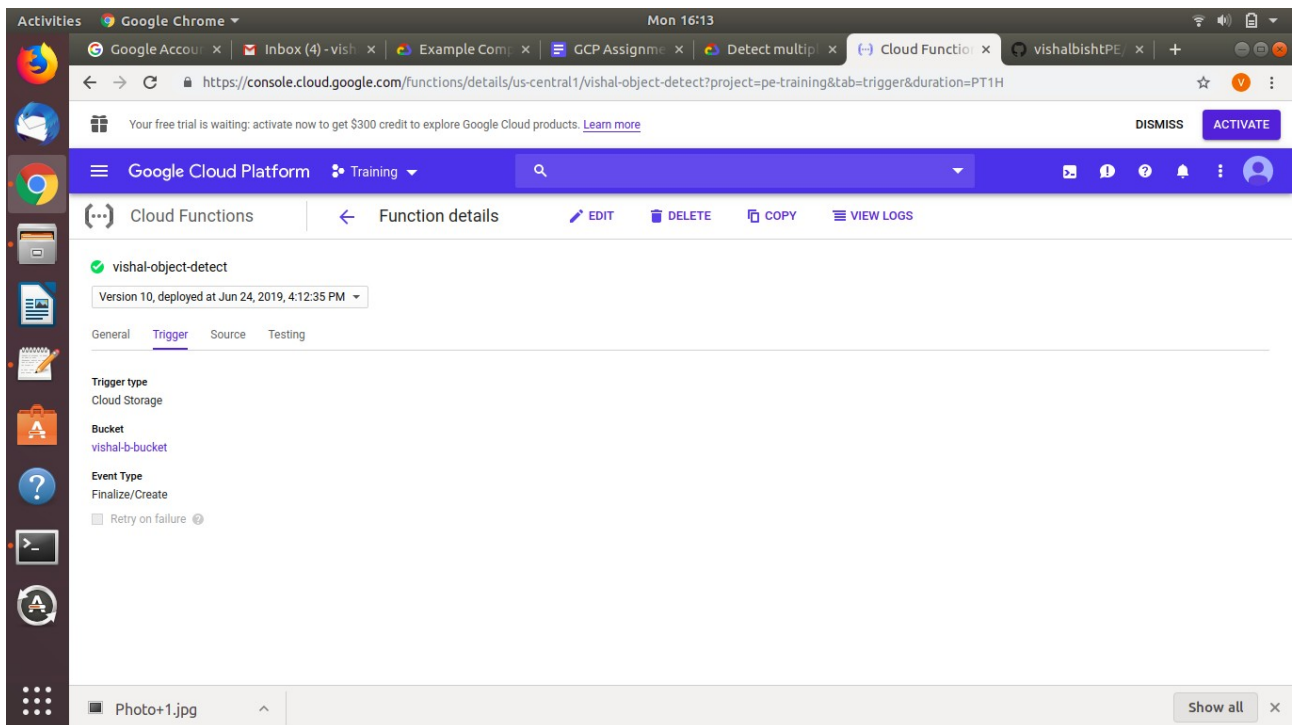 Activities Google Chrome Mon 16:13
Google Accou Inbox (4) - vish Example Comp GCP Assignme Detect multipl Cloud Functio vishalbishtPE/
https://console.cloud.google.com/functions/details/us-central1/vishal-object-detect?project=pe-training&tab=trigger&duration=PT1H V
Your free trial is waiting: activate now to get $300 credit to explore Google Cloud products. Learn more DISMISS ACTIVATE
Google Cloud Platform Training
Cloud Functions Function details EDIT DELETE COPY VIEW LOGS
vishal-object-detect
Version 10, deployed at Jun 24, 2019, 4:12:35 PM
General Trigger Source Testing
Trigger type
Cloud Storage
Bucket
vishal-b-bucket
Event Type
Finalize/Create
Retry on failure
Photo+1.jpg Show all